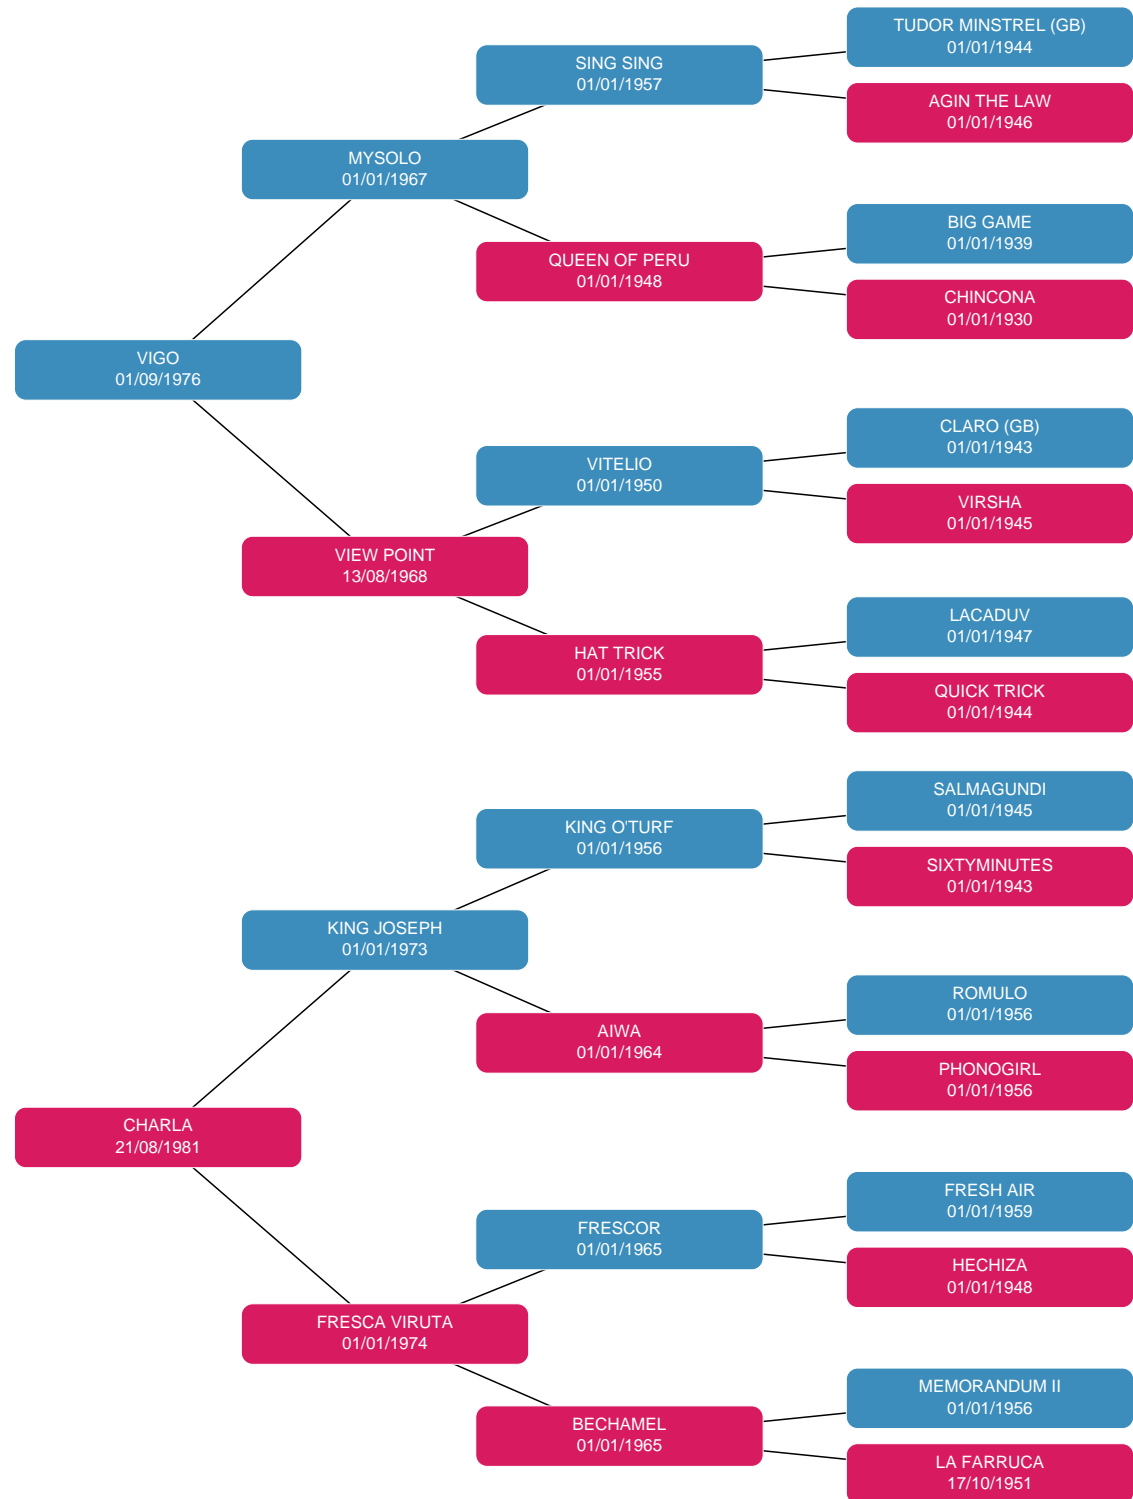 TUDOR MINSTREL (GB)
01/01/1944
SING SING
01/01/1957
AGIN THE LAW
01/01/1946
MYSOLO
01/01/1967
BIG GAME
01/01/1939
QUEEN OF PERU
01/01/1948
CHINCONA
01/01/1930
VIGO
01/09/1976
CLARO (GB)
01/01/1943
VITELIO
01/01/1950
VIRSHA
01/01/1945
VIEW POINT
13/08/1968
LACADUV
01/01/1947
HAT TRICK
01/01/1955
QUICK TRICK
01/01/1944
SALMAGUNDI
01/01/1945
KING O'TURF
01/01/1956
SIXTYMINUTES
01/01/1943
KING JOSEPH
01/01/1973
ROMULO
01/01/1956
AIWA
01/01/1964
PHONOGIRL
01/01/1956
CHARLA
21/08/1981
FRESH AIR
01/01/1959
FRESCOR
01/01/1965
HECHIZA
01/01/1948
FRESCA VIRUTA
01/01/1974
MEMORANDUM II
01/01/1956
BECHAMEL
01/01/1965
LA FARRUCA
17/10/1951